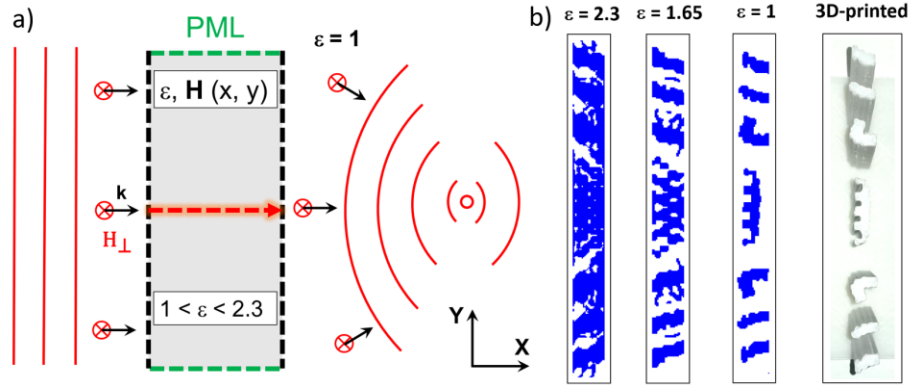 a)
PML
ε = 1
ε, H (x, y)
k
H⊥
1 < ε < 2.3
Y
X
b)
ε = 2.3
ε = 1.65
ε = 1
3D-printed